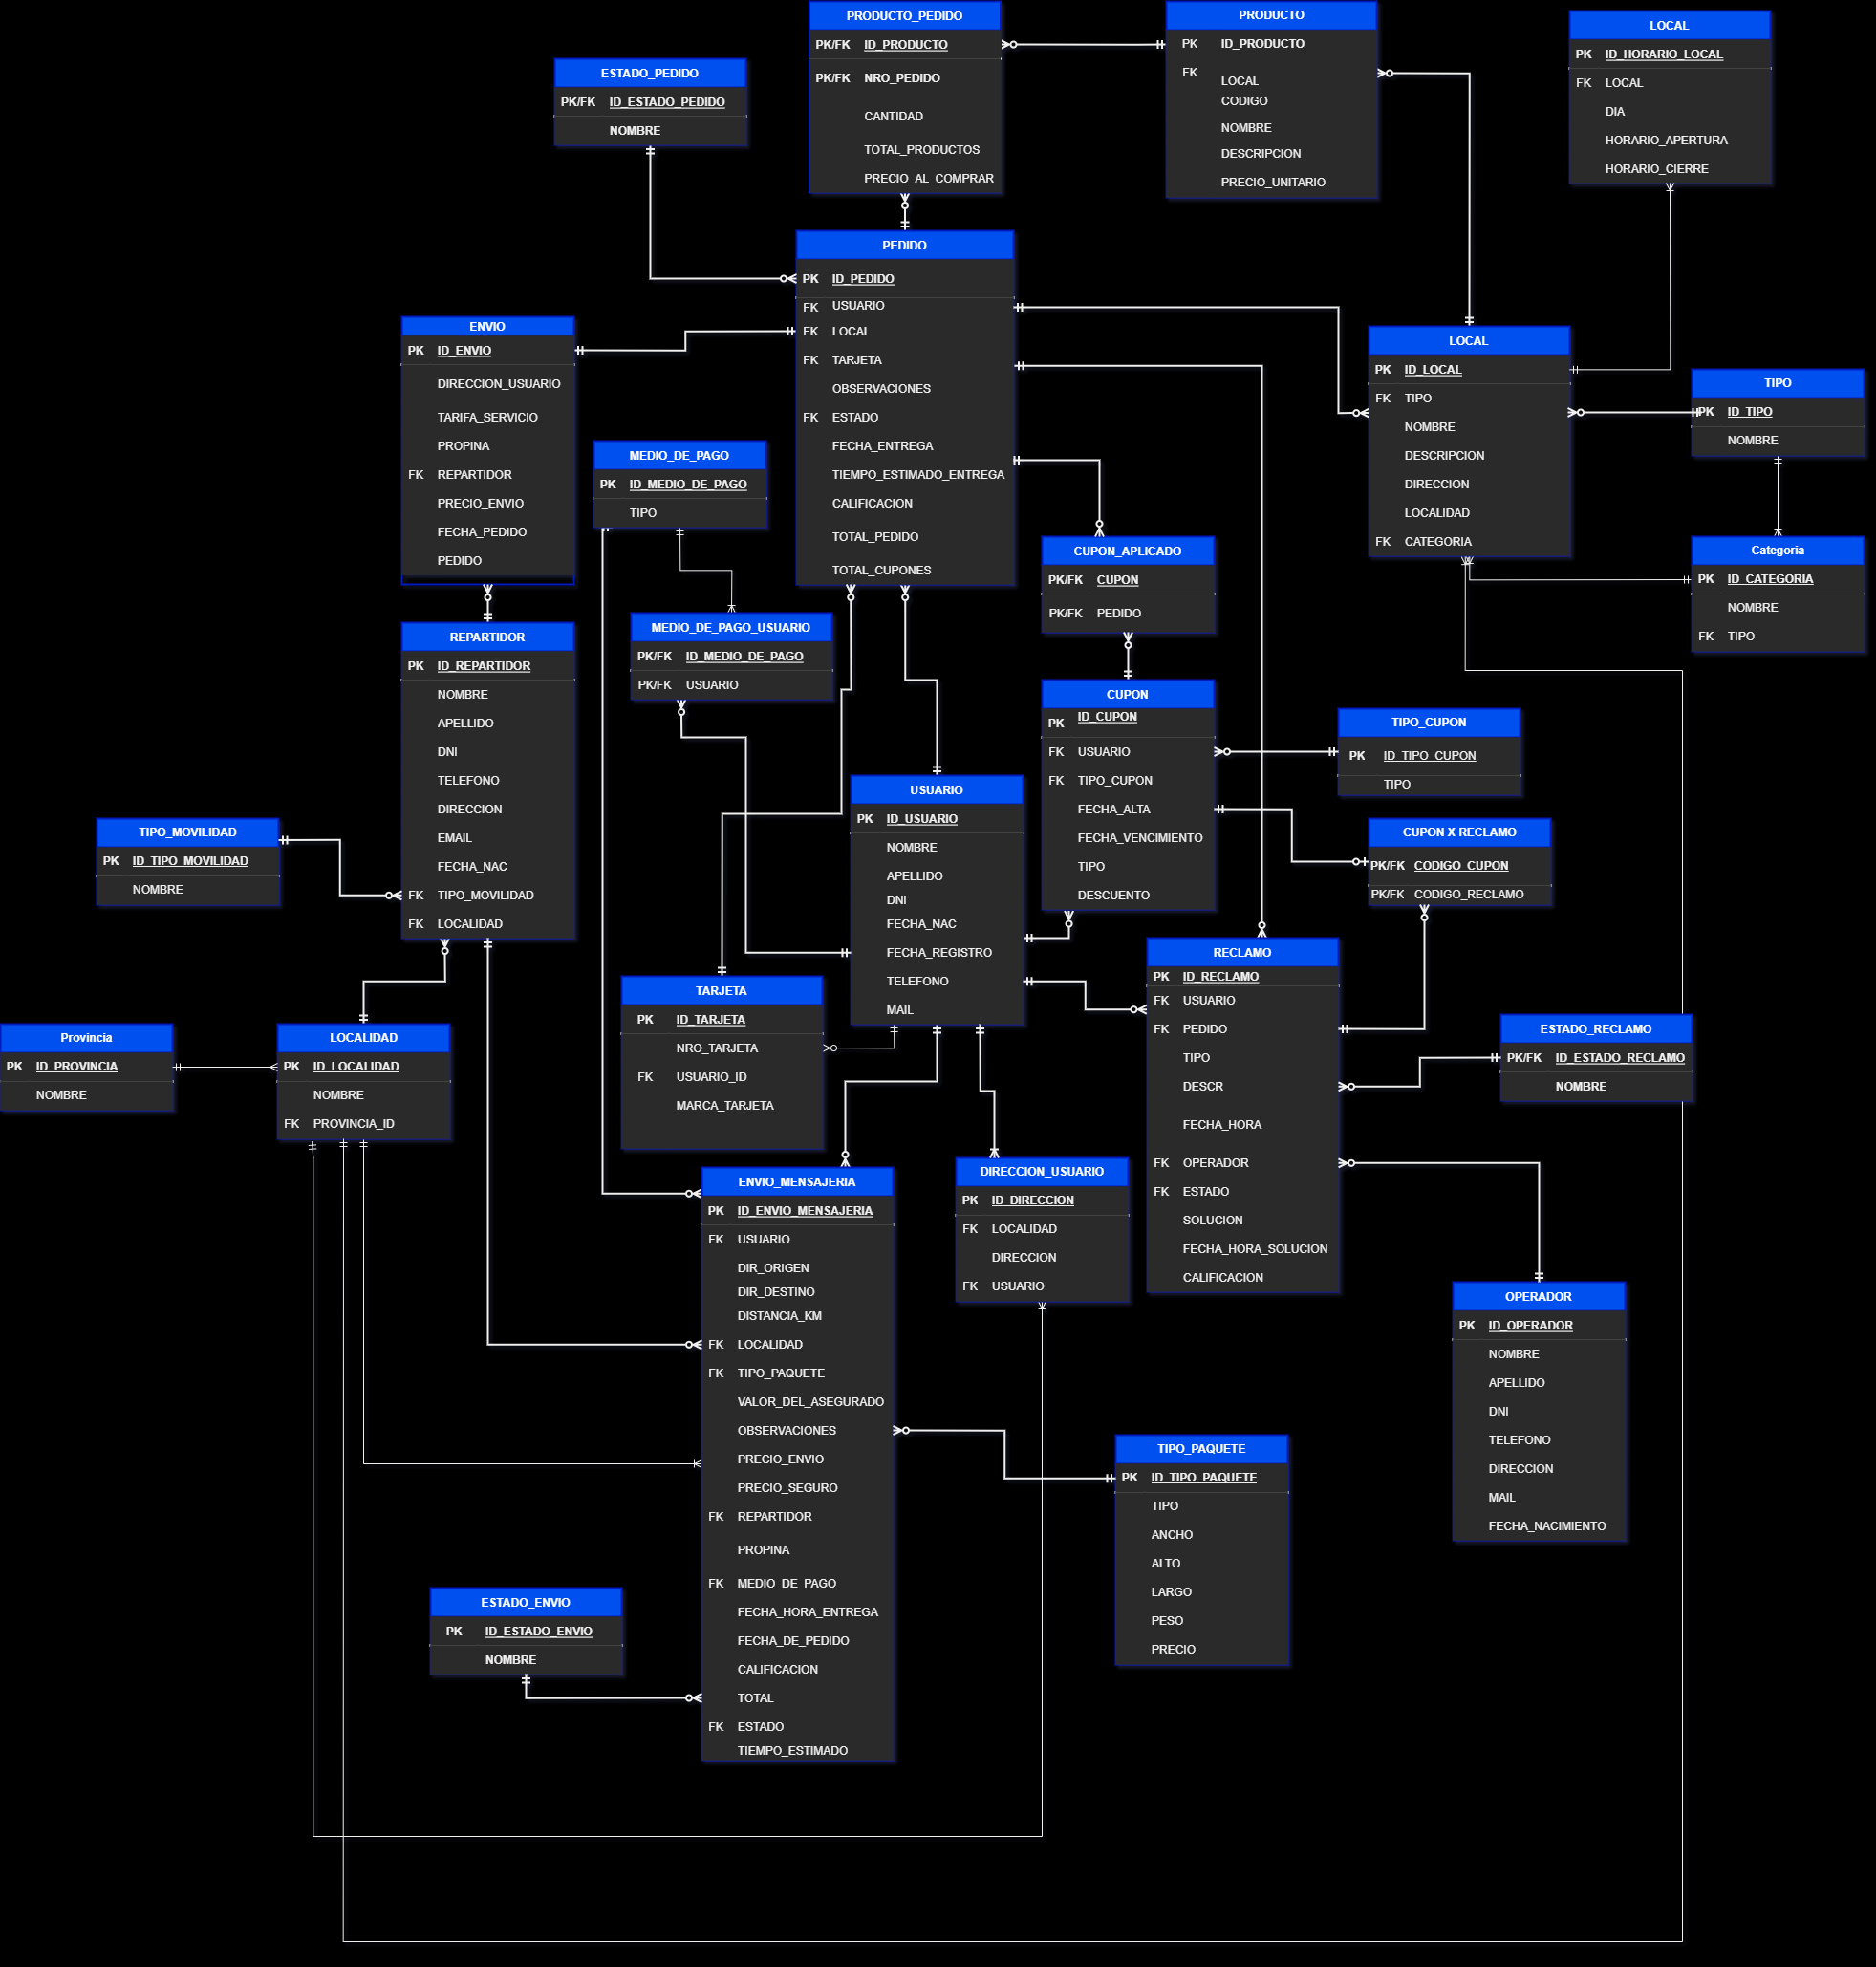 PRODUCTO_PEDIDO
PK/FK ID_PRODUCTO
PK/FK NRO_PEDIDO
CANTIDAD
TOTAL_PRODUCTOS
PRECIO_AL_COMPRAR
PRODUCTO
PK ID_PRODUCTO
FK
LOCAL
CODIGO
NOMBRE
DESCRIPCION
PRECIO_UNITARIO
LOCAL
PK ID_HORARIO_LOCAL
FK LOCAL
DIA
HORARIO_APERTURA
HORARIO_CIERRE
ESTADO_PEDIDO
PK/FK ID_ESTADO_PEDIDO
NOMBRE
PEDIDO
PK ID_PEDIDO
FK USUARIO
FK LOCAL
FK TARJETA
OBSERVACIONES
FK ESTADO
FECHA_ENTREGA
TIEMPO_ESTIMADO_ENTREGA
CALIFICACION
TOTAL_PEDIDO
TOTAL_CUPONES
ENVIO
PK ID_ENVIO
DIRECCION_USUARIO
TARIFA_SERVICIO
PROPINA
FK REPARTIDOR
PRECIO_ENVIO
FECHA_PEDIDO
PEDIDO
LOCAL
PK ID_LOCAL
FK TIPO
NOMBRE
DESCRIPCION
DIRECCION
LOCALIDAD
FK CATEGORIA
TIPO
PK ID_TIPO
NOMBRE
MEDIO_DE_PAGO
PK ID_MEDIO_DE_PAGO
TIPO
CUPON_APLICADO
PK/FK CUPON
PK/FK PEDIDO
Categoria
PK ID_CATEGORIA
NOMBRE
FK TIPO
MEDIO_DE_PAGO_USUARIO
PK/FK ID_MEDIO_DE_PAGO
PK/FK USUARIO
REPARTIDOR
PK ID_REPARTIDOR
NOMBRE
APELLIDO
DNI
TELEFONO
DIRECCION
EMAIL
FECHA_NAC
FK TIPO_MOVILIDAD
FK LOCALIDAD
CUPON
PK ID_CUPON
FK USUARIO
FK TIPO_CUPON
FECHA_ALTA
FECHA_VENCIMIENTO
TIPO
DESCUENTO
TIPO_CUPON
PK ID_TIPO_CUPON
TIPO
USUARIO
PK ID_USUARIO
NOMBRE
APELLIDO
DNI
FECHA_NAC
FECHA_REGISTRO
TELEFONO
MAIL
TIPO_MOVILIDAD
PK ID_TIPO_MOVILIDAD
NOMBRE
CUPON X RECLAMO
PK/FK CODIGO_CUPON
PK/FK CODIGO_RECLAMO
RECLAMO
PK ID_RECLAMO
FK USUARIO
FK PEDIDO
TIPO
DESCR
FECHA_HORA
FK OPERADOR
FK ESTADO
SOLUCION
FECHA_HORA_SOLUCION
CALIFICACION
TARJETA
PK ID_TARJETA
NRO_TARJETA
FK USUARIO_ID
MARCA_TARJETA
Provincia
PK ID_PROVINCIA
NOMBRE
LOCALIDAD
PK ID_LOCALIDAD
NOMBRE
FK PROVINCIA_ID
ESTADO_RECLAMO
PK/FK ID_ESTADO_RECLAMO
NOMBRE
ENVIO_MENSAJERIA
PK ID_ENVIO_MENSAJERIA
FK USUARIO
DIR_ORIGEN
DIR_DESTINO
DISTANCIA_KM
FK LOCALIDAD
FK TIPO_PAQUETE
VALOR_DEL_ASEGURADO
OBSERVACIONES
PRECIO_ENVIO
PRECIO_SEGURO
FK REPARTIDOR
PROPINA
FK MEDIO_DE_PAGO
FECHA_HORA_ENTREGA
FECHA_DE_PEDIDO
CALIFICACION
TOTAL
FK ESTADO
TIEMPO_ESTIMADO
DIRECCION_USUARIO
PK ID_DIRECCION
FK LOCALIDAD
DIRECCION
FK USUARIO
OPERADOR
PK ID_OPERADOR
NOMBRE
APELLIDO
DNI
TELEFONO
DIRECCION
MAIL
FECHA_NACIMIENTO
TIPO_PAQUETE
PK ID_TIPO_PAQUETE
TIPO
ANCHO
ALTO
LARGO
PESO
PRECIO
ESTADO_ENVIO
PK ID_ESTADO_ENVIO
NOMBRE